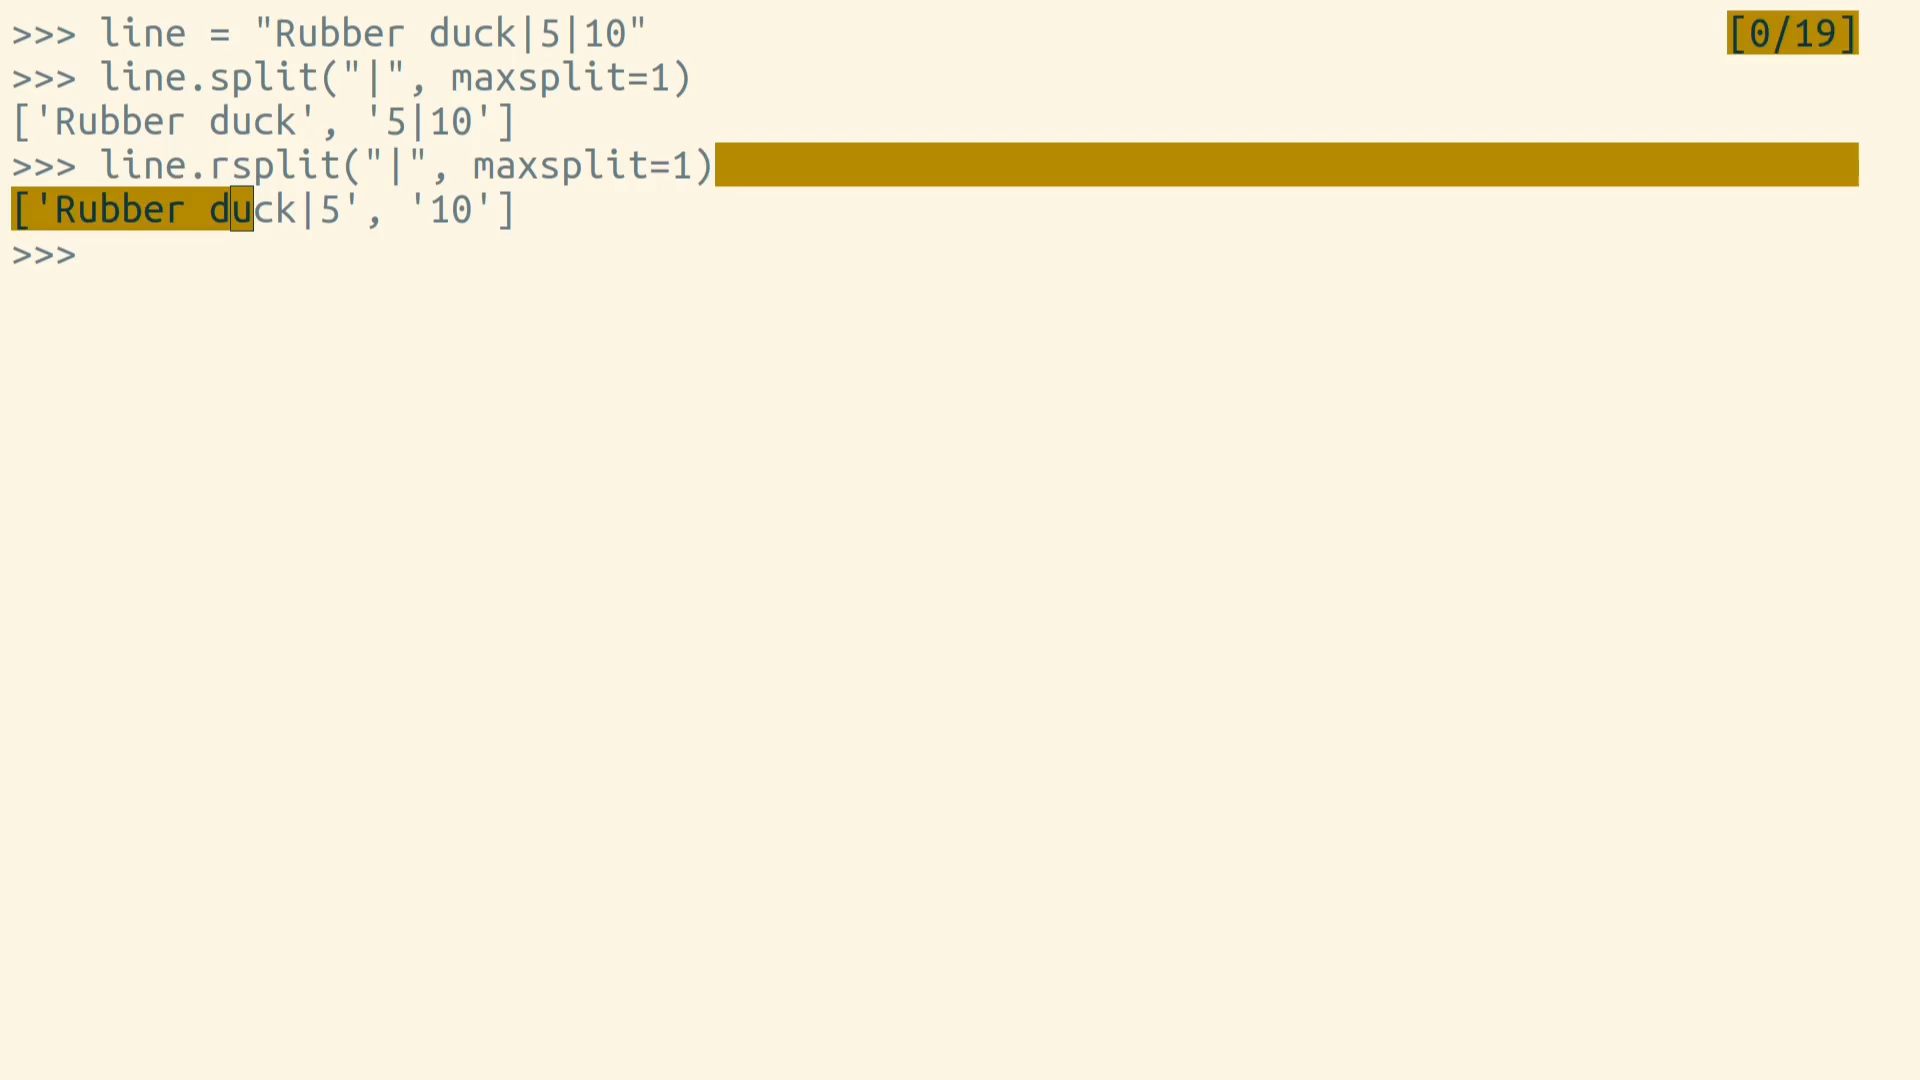 >>> line = "Rubber duck|5|10" [0/19]
>>> line.split("|", maxsplit=1)
['Rubber duck', '5|10']
>>> line.rsplit("|", maxsplit=1)
['Rubber duck|5', '10']
>>>